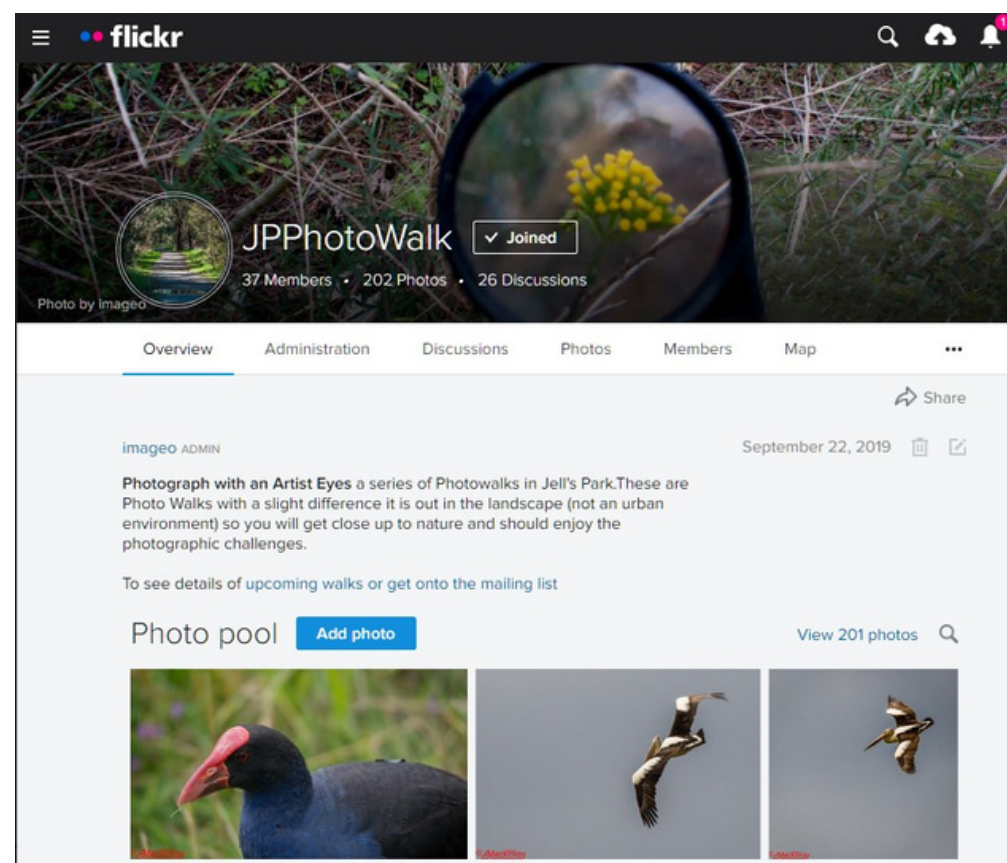 flickr
1
JPPhotoWalk
✓ Joined
37 Members • 202 Photos • 26 Discussions
Photo by imageo
Overview Administration Discussions Photos Members Map •••
Share
imageo ADMIN September 22, 2019
Photograph with an Artist Eyes a series of Photowalks in Jell's Park.These are
Photo Walks with a slight difference it is out in the landscape (not an urban
environment) so you will get close up to nature and should enjoy the
photographic challenges.
To see details of upcoming walks or get onto the mailing list
Photo pool Add photo View 201 photos